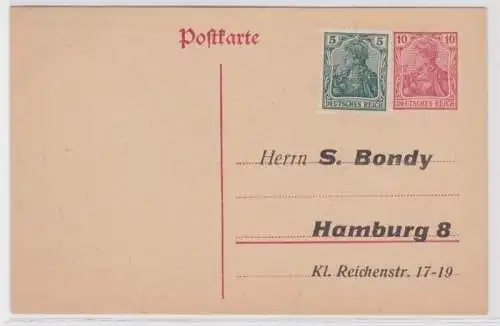 Postkarte
5 5
DEUTSCHES REICH
10 10
DEUTSCHES REICH
Herrn S. Bondy
Hamburg 8
Kl. Reichenstr. 17-19